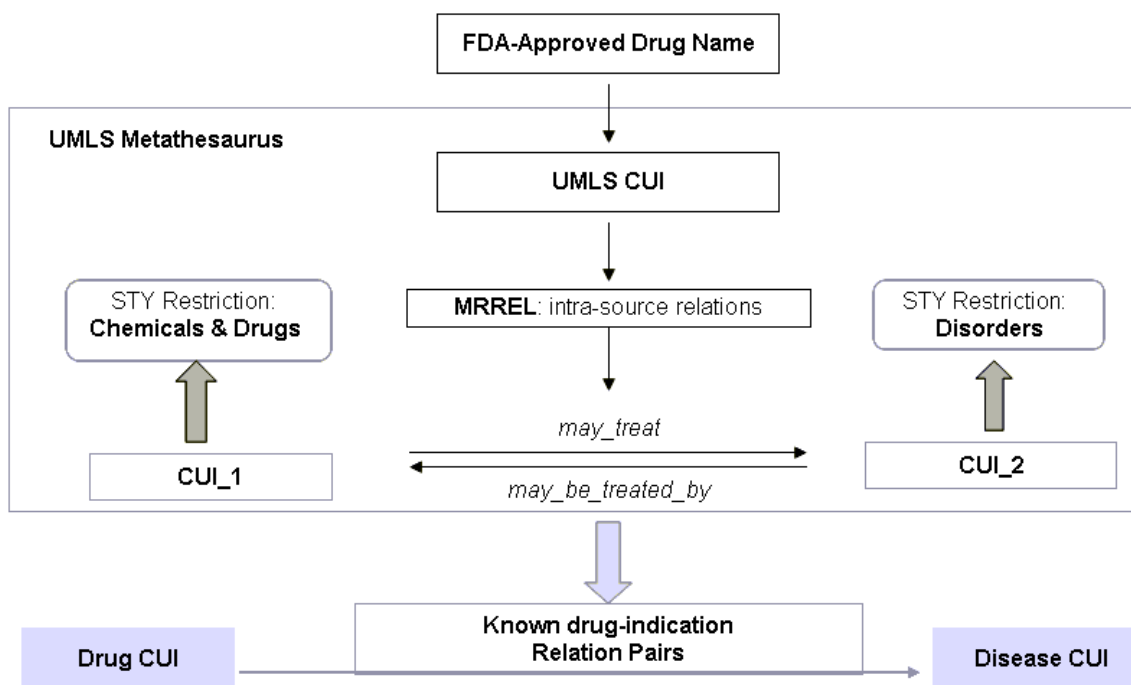 FDA-Approved Drug Name
UMLS Metathesaurus
UMLS CUI
STY Restriction:
Chemicals & Drugs
MRREL: intra-source relations
STY Restriction:
Disorders
may_treat
CUI_1
CUI_2
may_be_treated_by
Known drug-indication
Relation Pairs
Drug CUI
Disease CUI